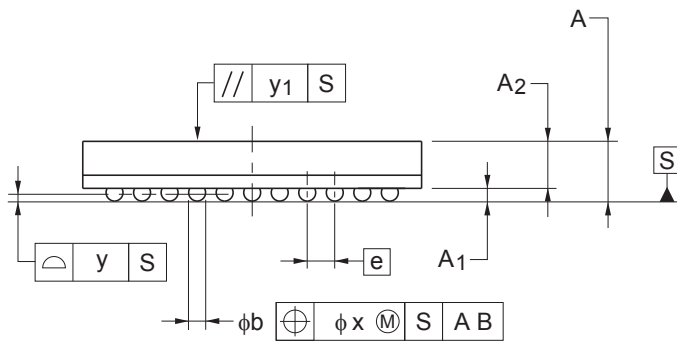 A
// y1 S
A2
S
e
A1
⌓ y S
ϕb ⌖ ϕx Ⓜ S A B